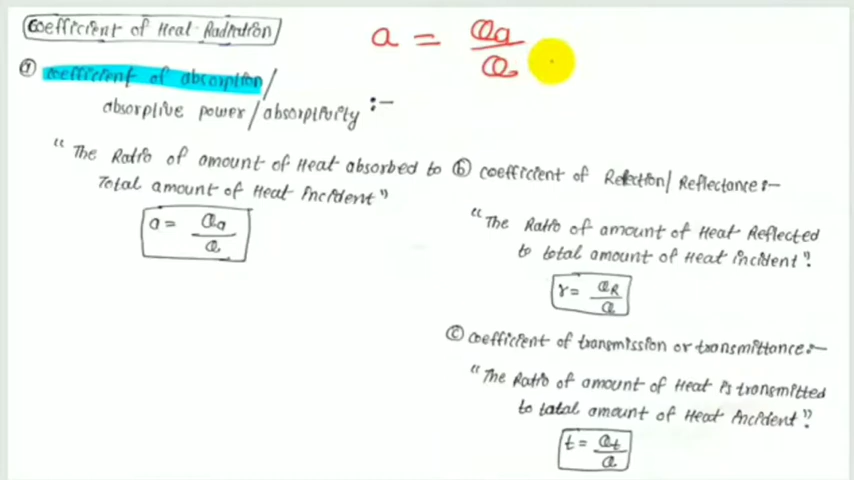 Coefficient of Heat Radiation
a = Qa/Q
ⓐ coefficient of absorption/
absorptive power/absorptivity :-
"The Ratio of amount of Heat absorbed to
Total amount of Heat incident"
a = Qa/Q
ⓑ coefficient of Reflection/Reflectance:-
"The Ratio of amount of Heat Reflected
to total amount of Heat incident".
r = QR/Q
ⓒ coefficient of transmission or transmittance:-
"The Ratio of amount of Heat is transmitted
to total amount of Heat incident".
t = Qt/Q